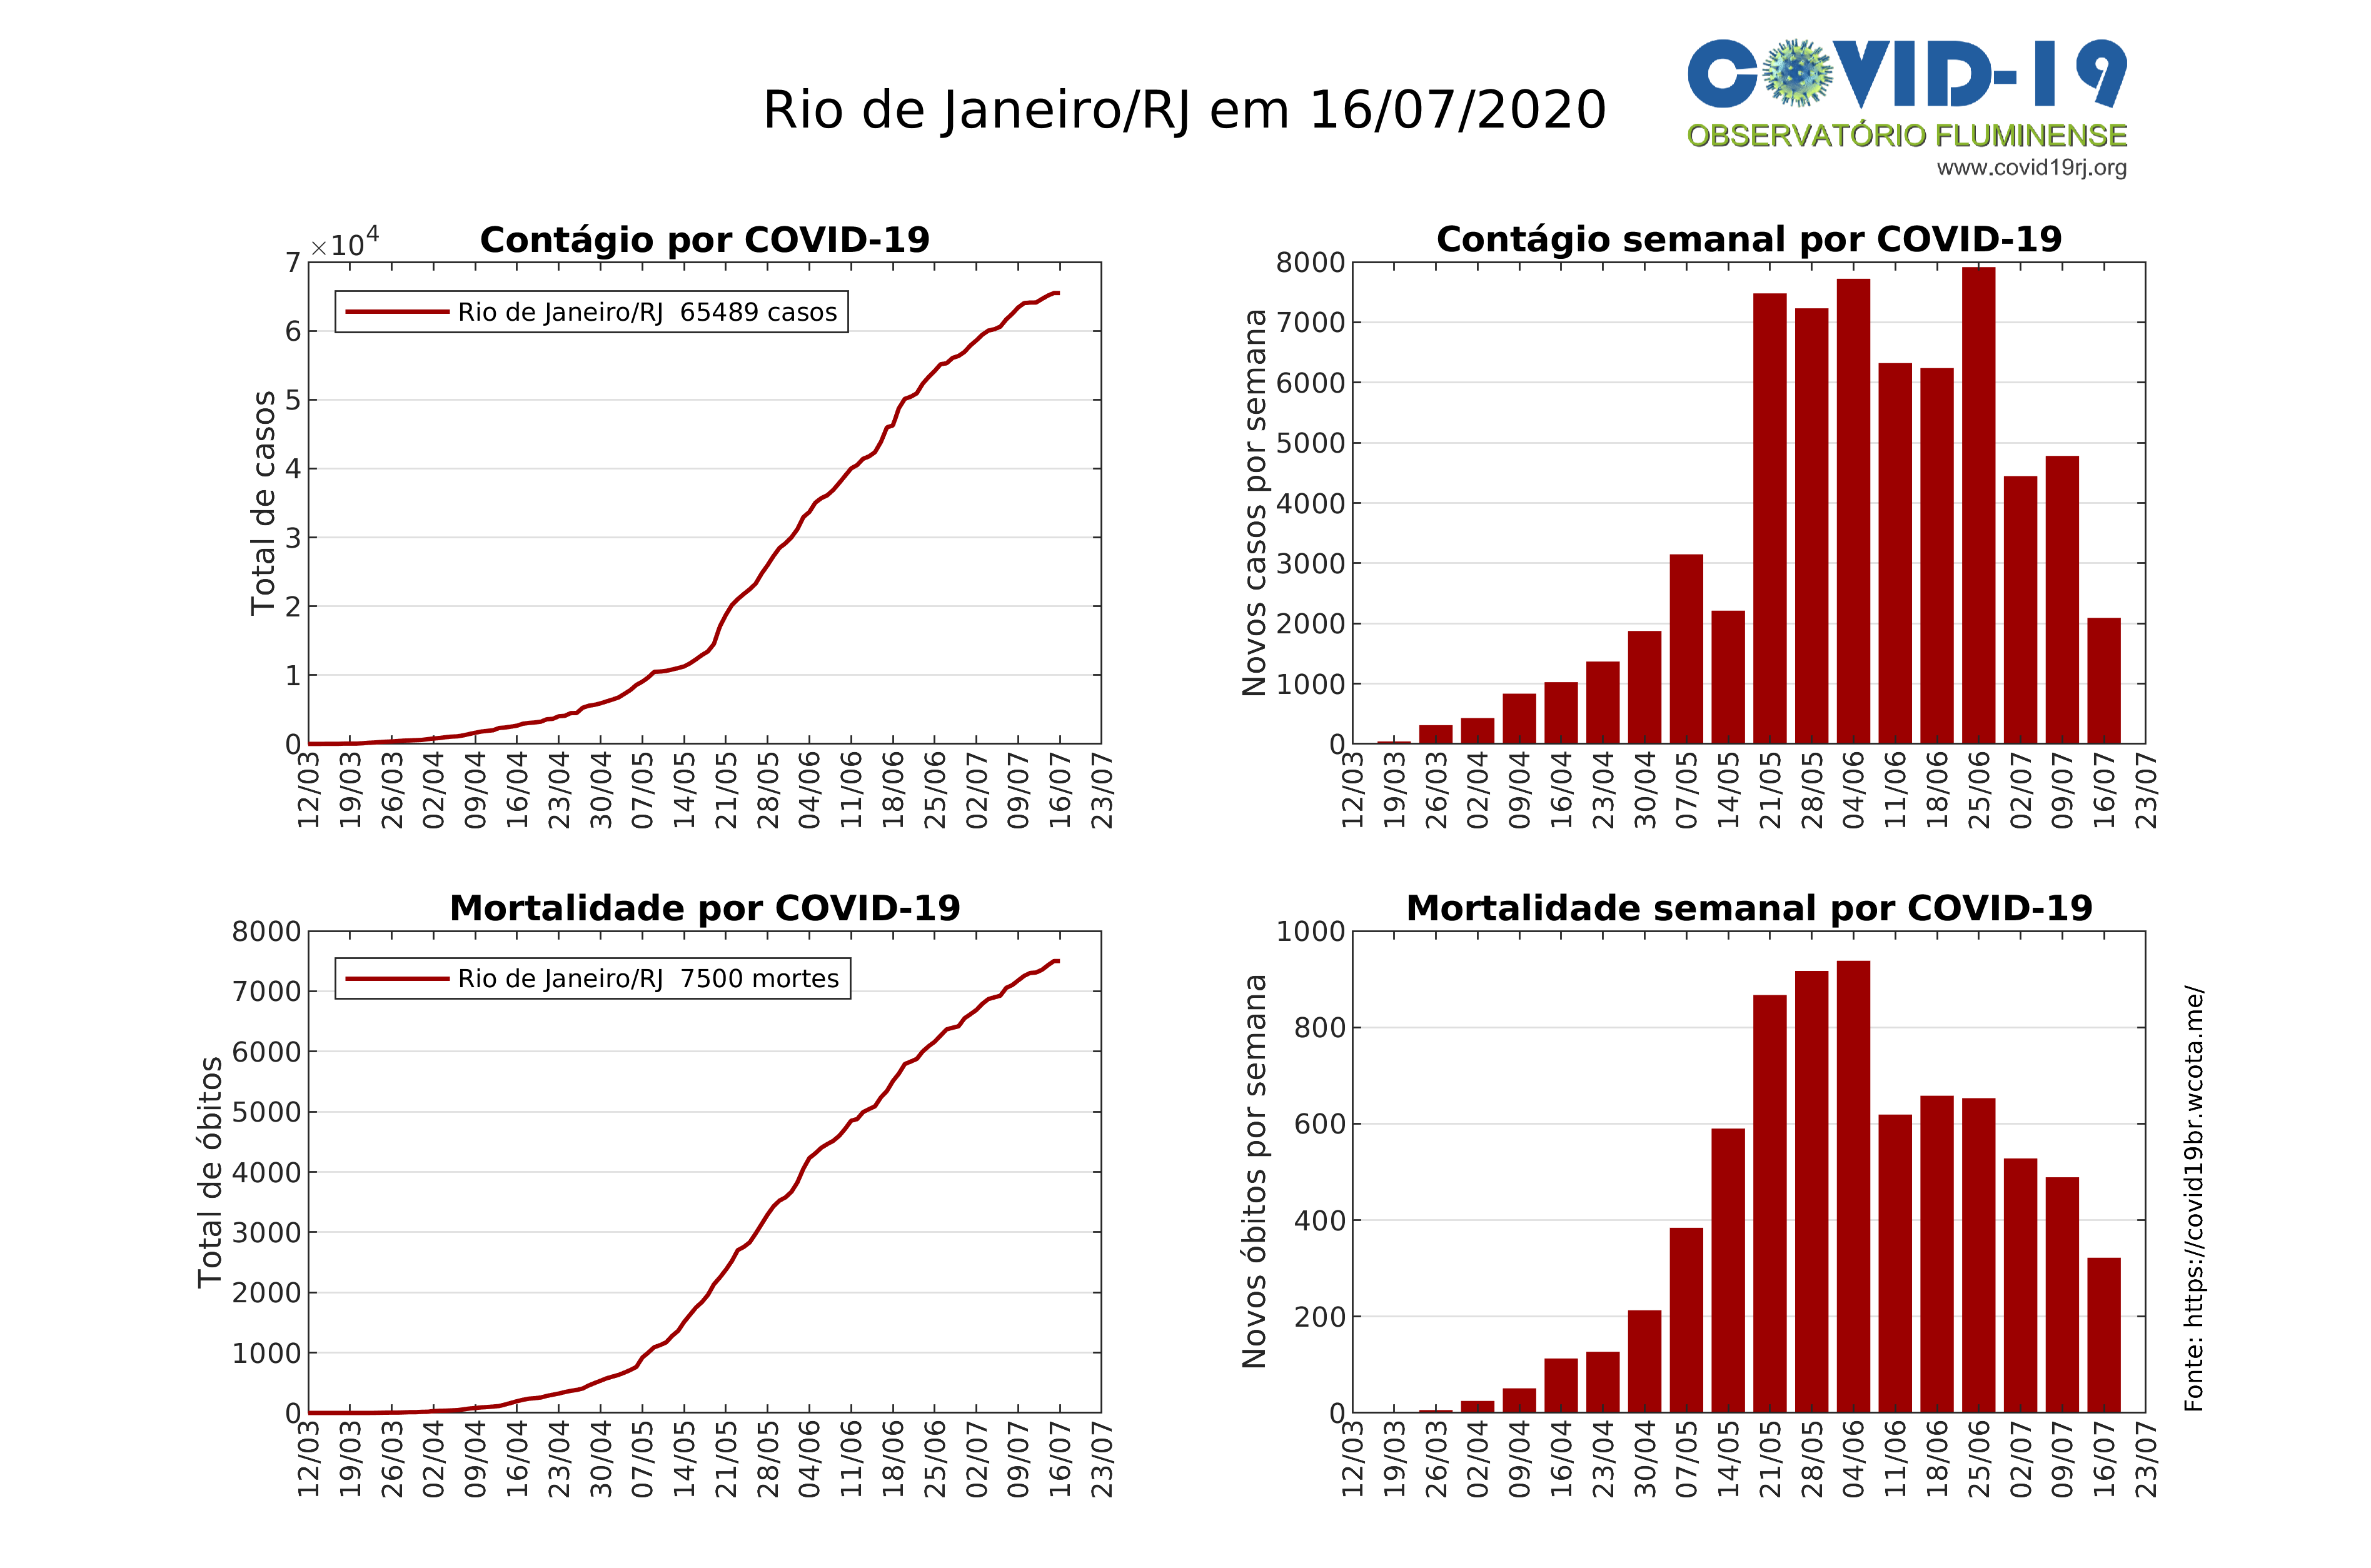 Rio de Janeiro/RJ em 16/07/2020
COVID-19
OBSERVATÓRIO FLUMINENSE
www.covid19rj.org
Contágio por COVID-19
×10^4
Total de casos
7
6
5
4
3
2
1
0
Rio de Janeiro/RJ 65489 casos
12/03 19/03 26/03 02/04 09/04 16/04 23/04 30/04 07/05 14/05 21/05 28/05 04/06 11/06 18/06 25/06 02/07 09/07 16/07 23/07
Contágio semanal por COVID-19
Novos casos por semana
8000
7000
6000
5000
4000
3000
2000
1000
0
12/03 19/03 26/03 02/04 09/04 16/04 23/04 30/04 07/05 14/05 21/05 28/05 04/06 11/06 18/06 25/06 02/07 09/07 16/07 23/07
Mortalidade por COVID-19
Total de óbitos
8000
7000
6000
5000
4000
3000
2000
1000
0
Rio de Janeiro/RJ 7500 mortes
12/03 19/03 26/03 02/04 09/04 16/04 23/04 30/04 07/05 14/05 21/05 28/05 04/06 11/06 18/06 25/06 02/07 09/07 16/07 23/07
Mortalidade semanal por COVID-19
Novos óbitos por semana
1000
800
600
400
200
0
12/03 19/03 26/03 02/04 09/04 16/04 23/04 30/04 07/05 14/05 21/05 28/05 04/06 11/06 18/06 25/06 02/07 09/07 16/07 23/07
Fonte: https://covid19br.wcota.me/